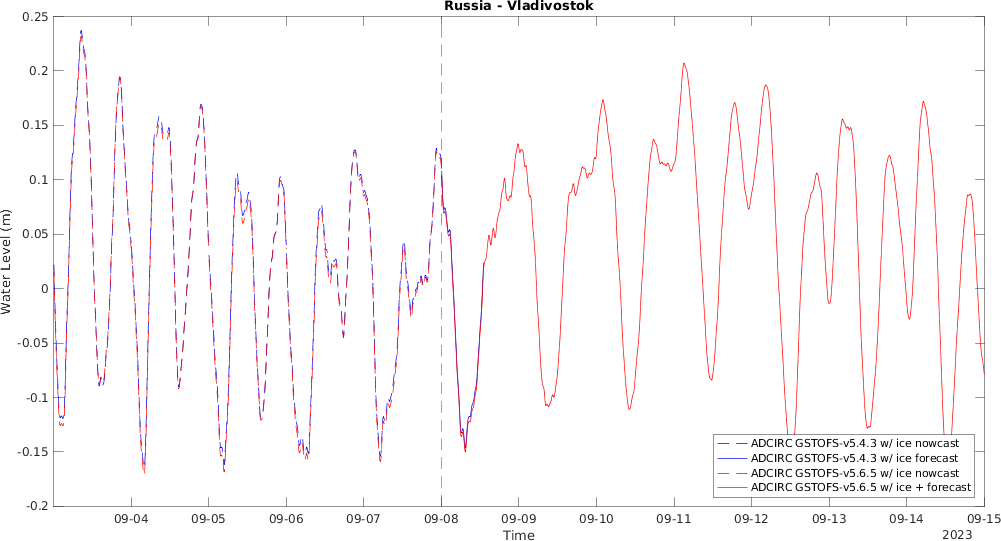 Russia - Vladivostok
0.25
0.2
0.15
0.1
0.05
0
-0.05
-0.1
-0.15
-0.2
Water Level (m)
ADCIRC GSTOFS-v5.4.3 w/ ice nowcast
ADCIRC GSTOFS-v5.4.3 w/ ice forecast
ADCIRC GSTOFS-v5.6.5 w/ ice nowcast
ADCIRC GSTOFS-v5.6.5 w/ ice + forecast
09-04 09-05 09-06 09-07 09-08 09-09 09-10 09-11 09-12 09-13 09-14 09-15
Time
2023